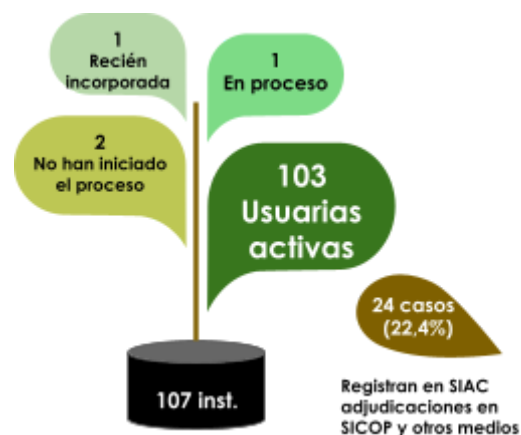 1
Recién
incorporada
1
En proceso
2
No han iniciado
el proceso
103
Usuarias
activas
24 casos
(22,4%)
107 inst.
Registran en SIAC
adjudicaciones en
SICOP y otros medios